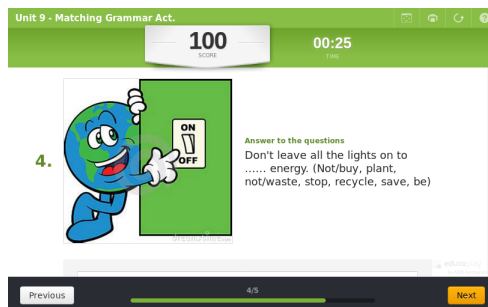 Unit 9 - Matching Grammar Act.
100
SCORE
00:25
TIME
4.
ON
OFF
dreamstime.com
Answer to the questions
Don't leave all the lights on to
...... energy. (Not/buy, plant,
not/waste, stop, recycle, save, be)
Previous
4/5
Next